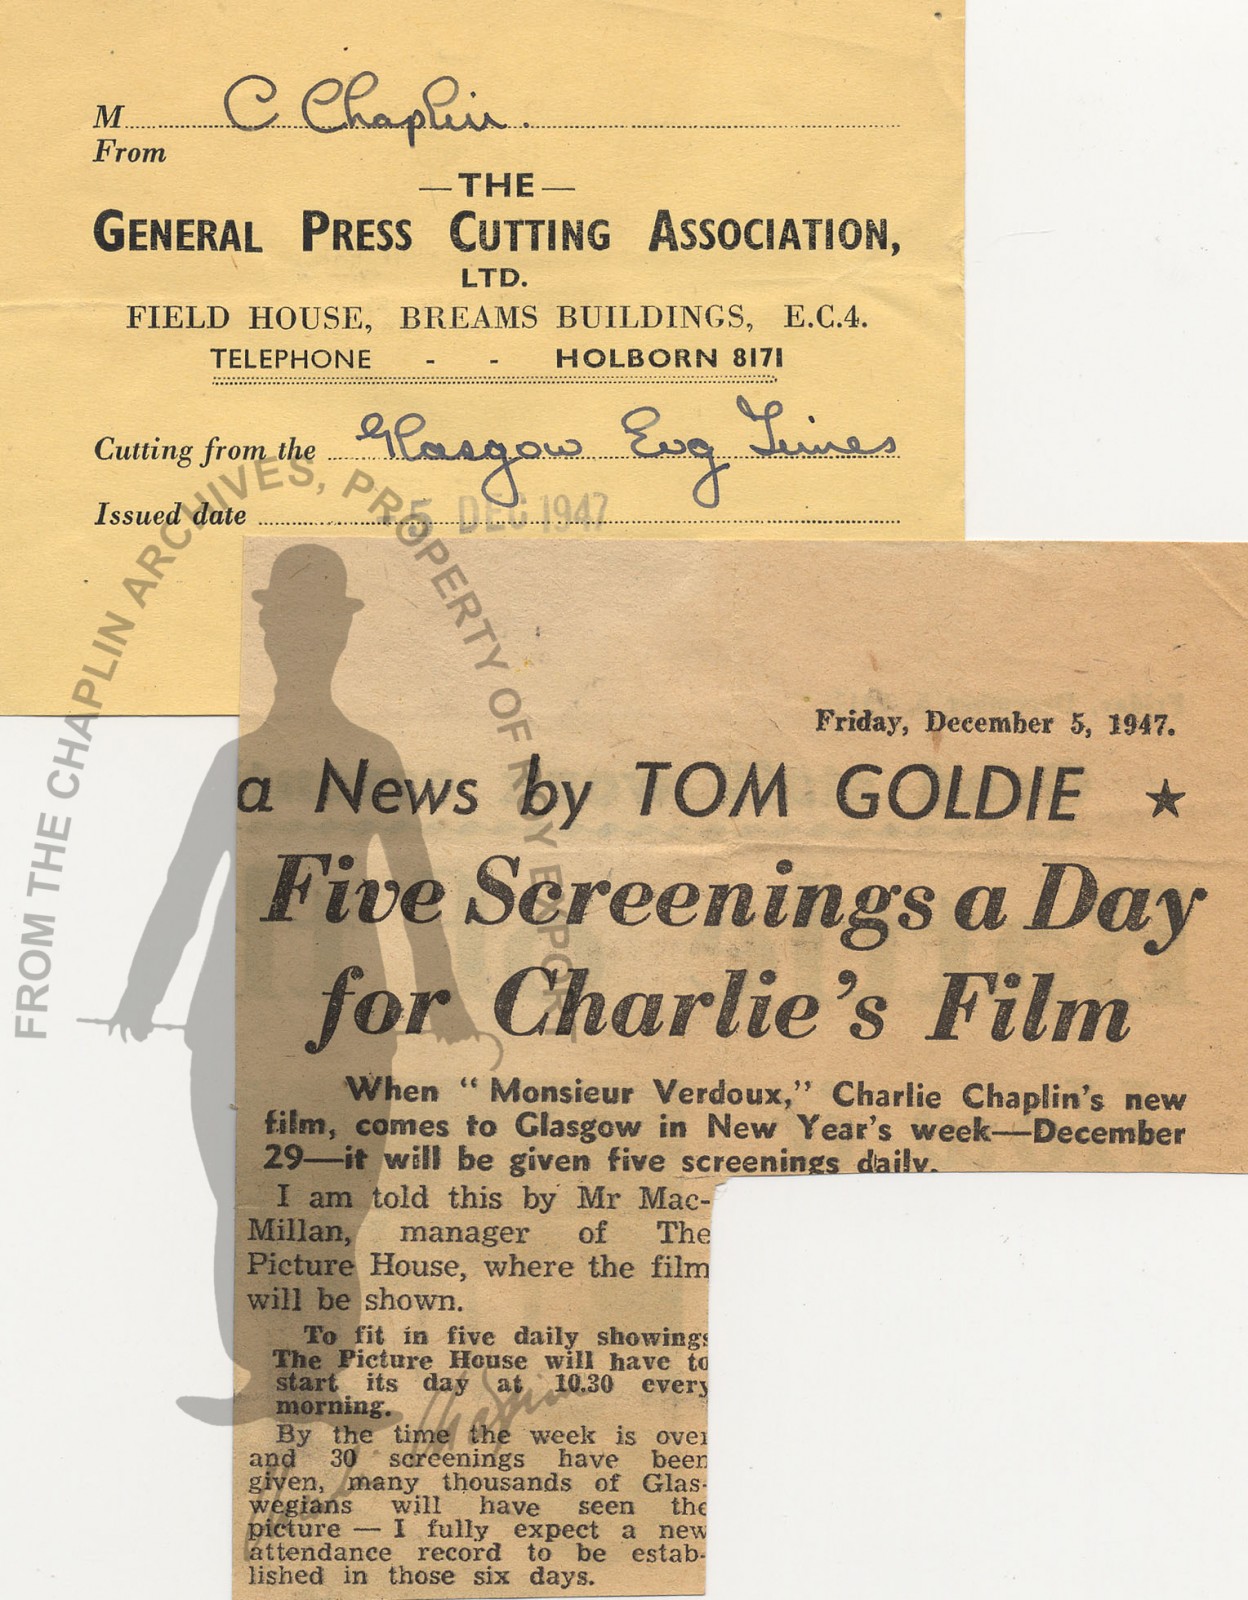 M C Chaplin.
From
—THE—
GENERAL PRESS CUTTING ASSOCIATION,
LTD.
FIELD HOUSE, BREAMS BUILDINGS, E.C.4.
TELEPHONE - - HOLBORN 8171
Cutting from the Glasgow Evg Times
Issued date 5 DEC 1947
FROM THE CHAPLIN ARCHIVES, PROPERTY OF ROY EXPORT
Friday, December 5, 1947.
a News by TOM GOLDIE ★
Five Screenings a Day
for Charlie's Film
When "Monsieur Verdoux," Charlie Chaplin's new
film, comes to Glasgow in New Year's week—December
29—it will be given five screenings daily.
I am told this by Mr Mac-
Millan, manager of The
Picture House, where the film
will be shown.
To fit in five daily showings
The Picture House will have to
start its day at 10.30 every
morning.
By the time the week is over
and 30 screenings have been
given, many thousands of Glas-
wegians will have seen the
picture — I fully expect a new
attendance record to be estab-
lished in those six days.